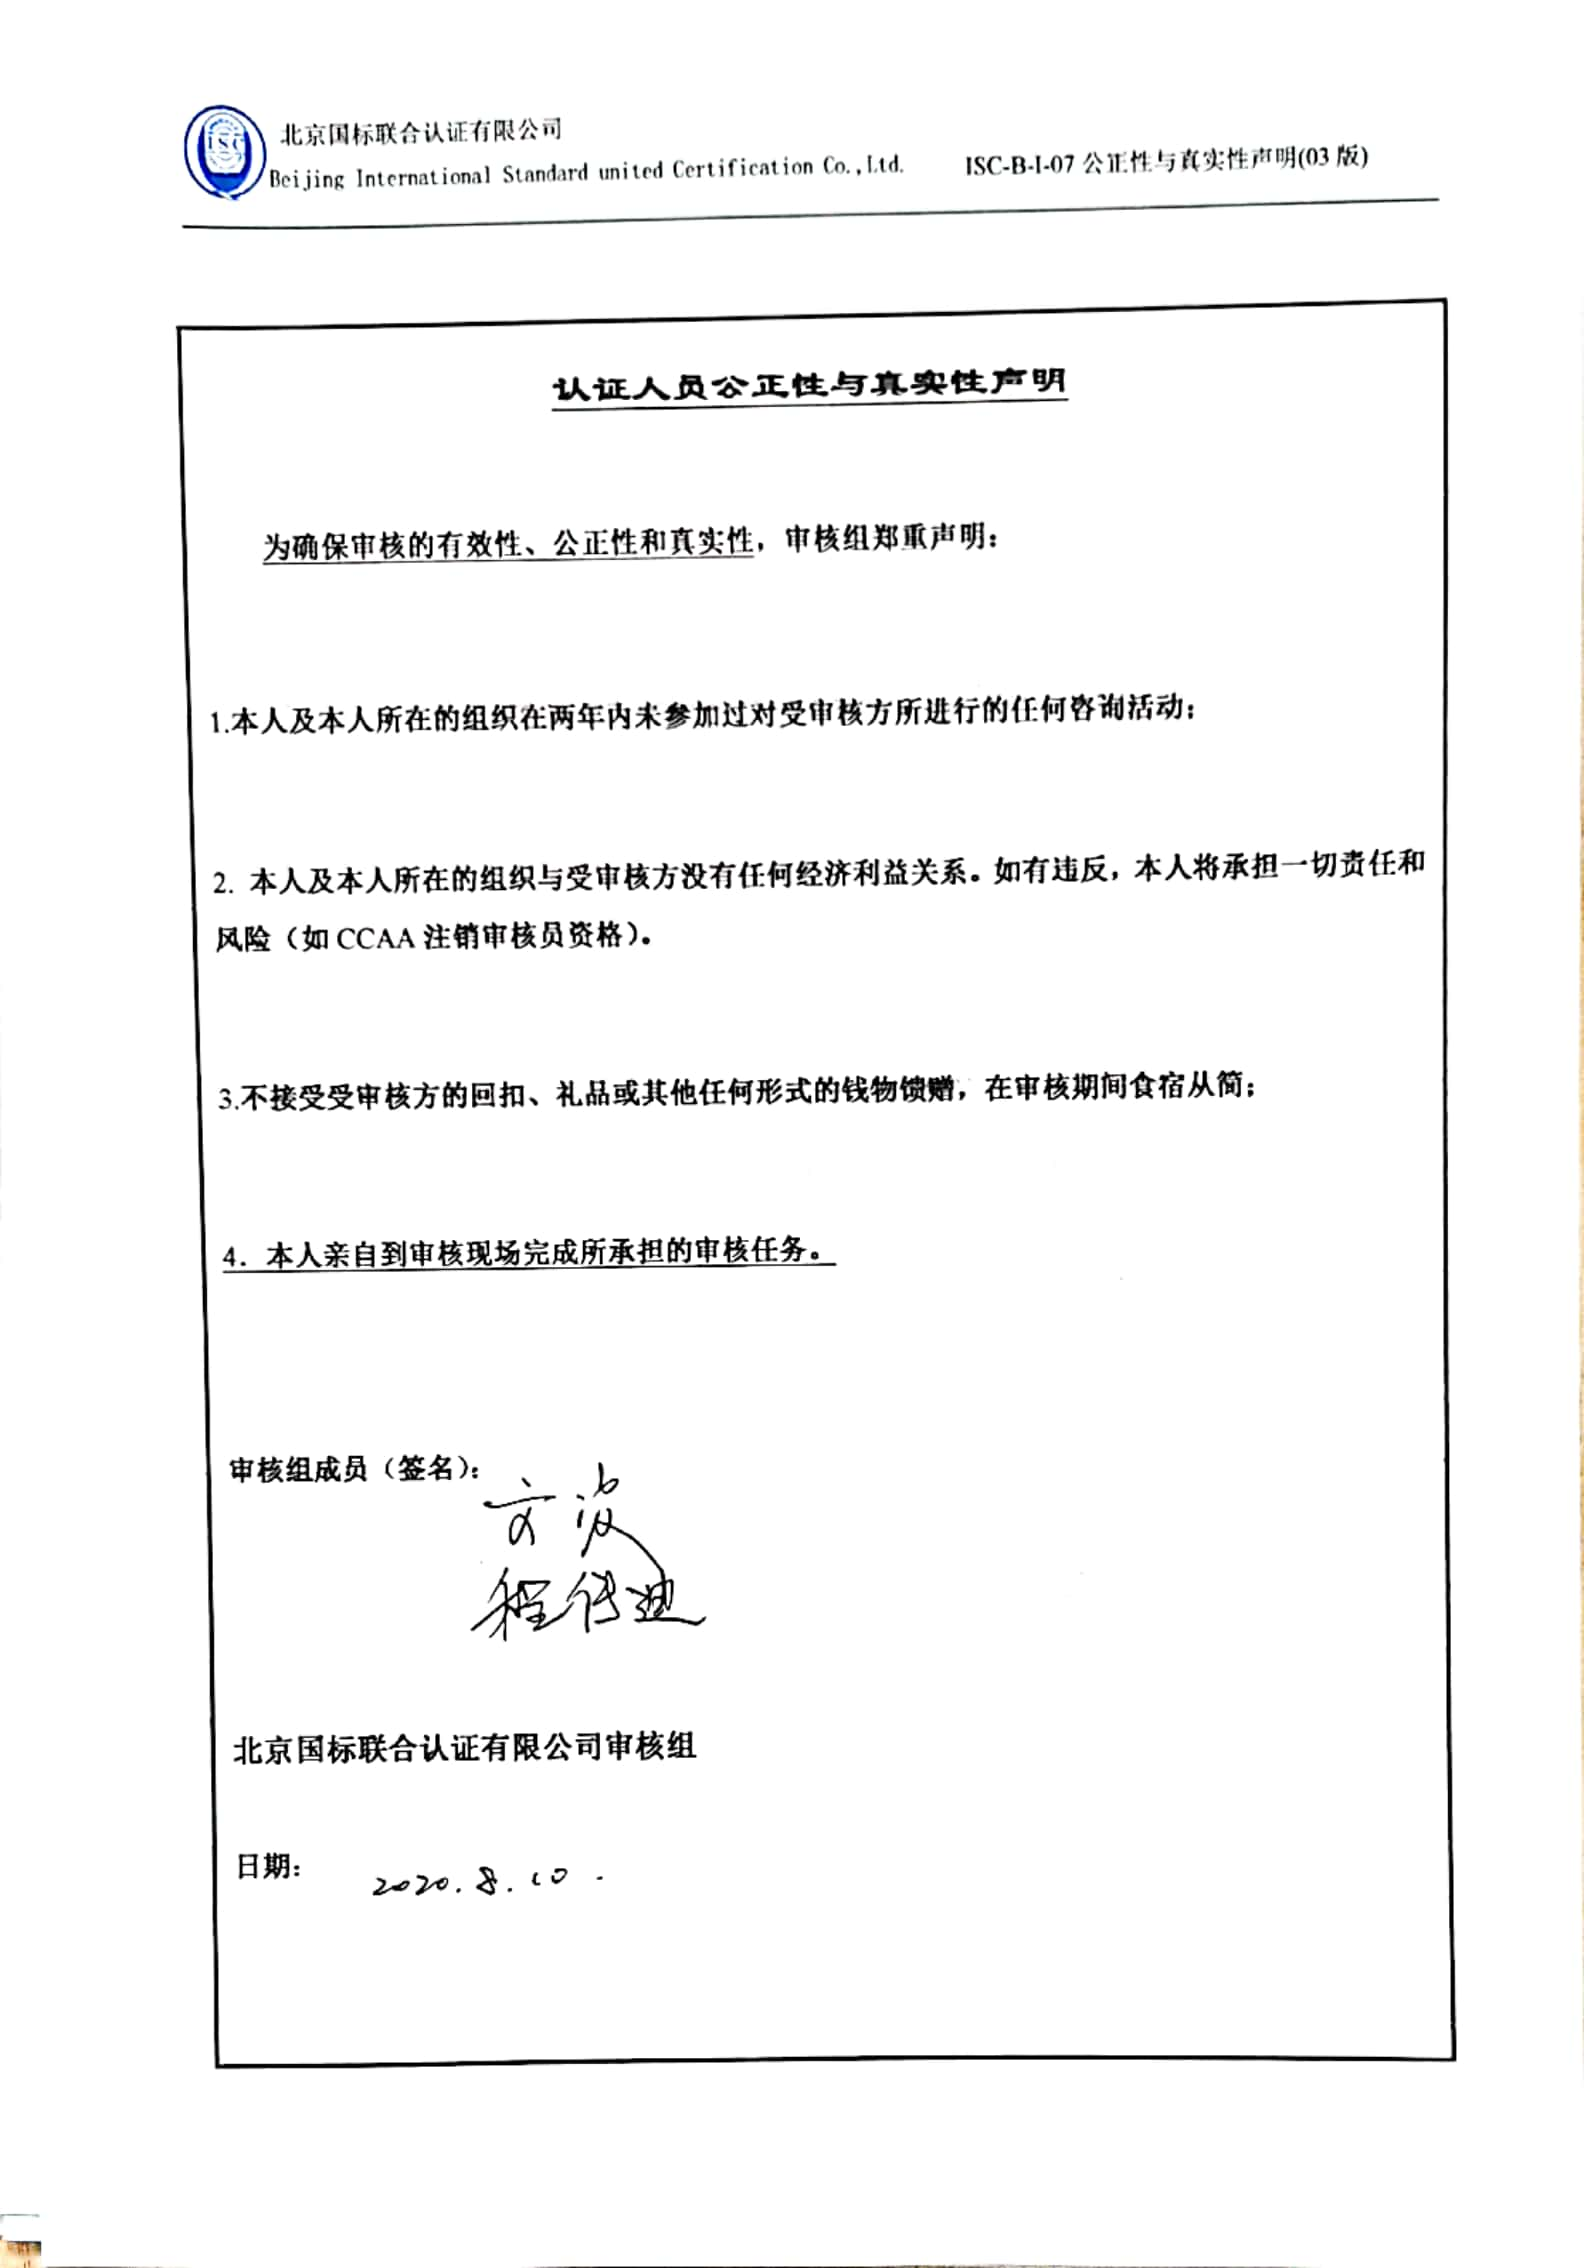 ISC
北京国标联合认证有限公司
Beijing International Standard united Certification Co.,Ltd. ISC-B-I-07 公正性与真实性声明(03 版)
认证人员公正性与真实性声明
为确保审核的有效性、公正性和真实性，审核组郑重声明：
1.本人及本人所在的组织在两年内未参加过对受审核方所进行的任何咨询活动；
2. 本人及本人所在的组织与受审核方没有任何经济利益关系。如有违反，本人将承担一切责任和
风险（如 CCAA 注销审核员资格）。
3.不接受受审核方的回扣、礼品或其他任何形式的钱物馈赠，在审核期间食宿从简；
4. 本人亲自到审核现场完成所承担的审核任务。
审核组成员（签名）：
文波
程传迪
北京国标联合认证有限公司审核组
日期： 2020.8.10.